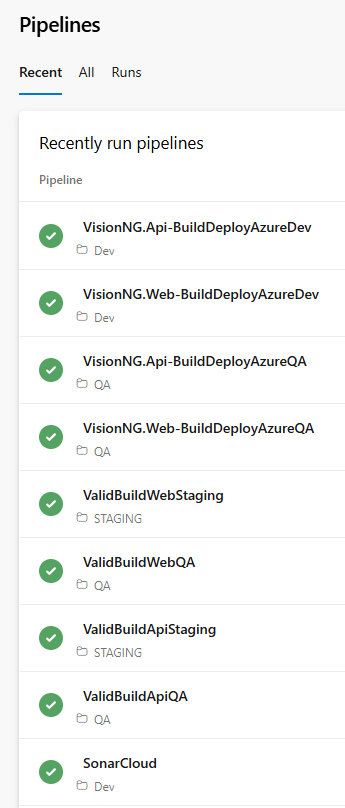 Pipelines
Recent All Runs
Recently run pipelines
Pipeline
VisionNG.Api-BuildDeployAzureDev
Dev
VisionNG.Web-BuildDeployAzureDev
Dev
VisionNG.Api-BuildDeployAzureQA
QA
VisionNG.Web-BuildDeployAzureQA
QA
ValidBuildWebStaging
STAGING
ValidBuildWebQA
QA
ValidBuildApiStaging
STAGING
ValidBuildApiQA
QA
SonarCloud
Dev